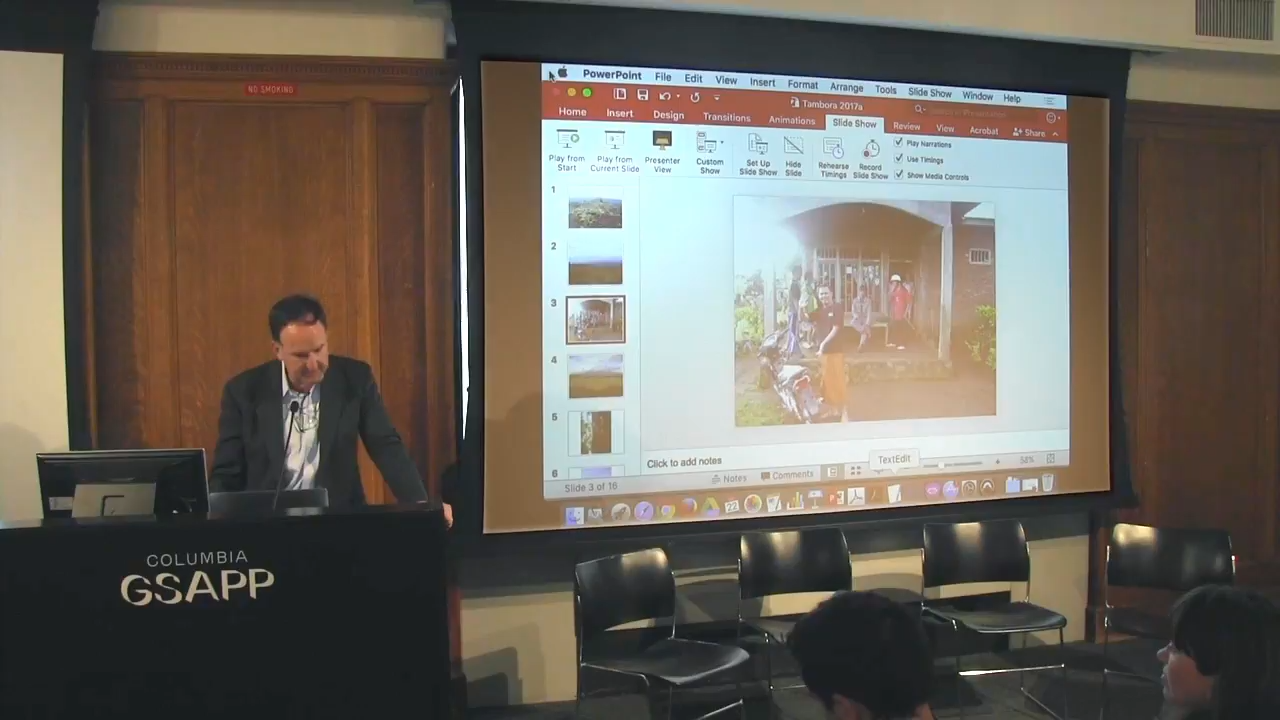 NO SMOKING
PowerPoint File Edit View Insert Format Arrange Tools Slide Show Window Help
Tambora 2017a
Home Insert Design Transitions Animations Slide Show Review View Acrobat Share
Play from Start
Play from Current Slide
Presenter View
Custom Show
Set Up Slide Show
Hide Slide
Rehearse Timings
Record Slide Show
Play Narrations
Use Timings
Show Media Controls
1
2
3
4
5
6
Click to add notes
TextEdit
Slide 3 of 16
Notes Comments
58%
COLUMBIA
GSAPP